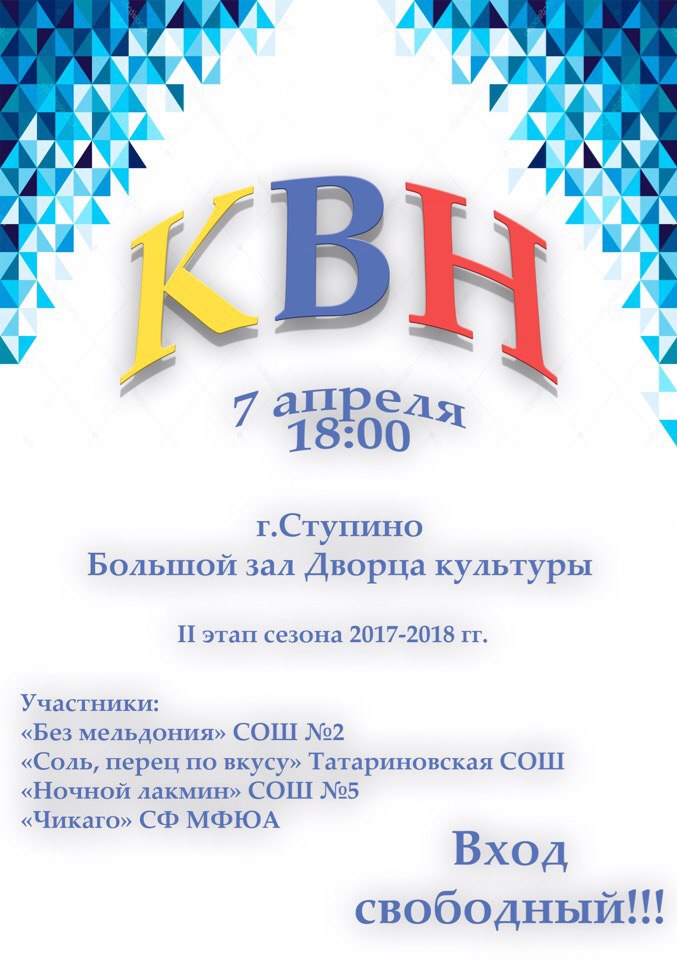 КВН
7 апреля
18:00
г.Ступино
Большой зал Дворца культуры
II этап сезона 2017-2018 гг.
Участники:
«Без мельдония» СОШ №2
«Соль, перец по вкусу» Татариновская СОШ
«Ночной лакмин» СОШ №5
«Чикаго» СФ МФЮА
Вход
свободный!!!